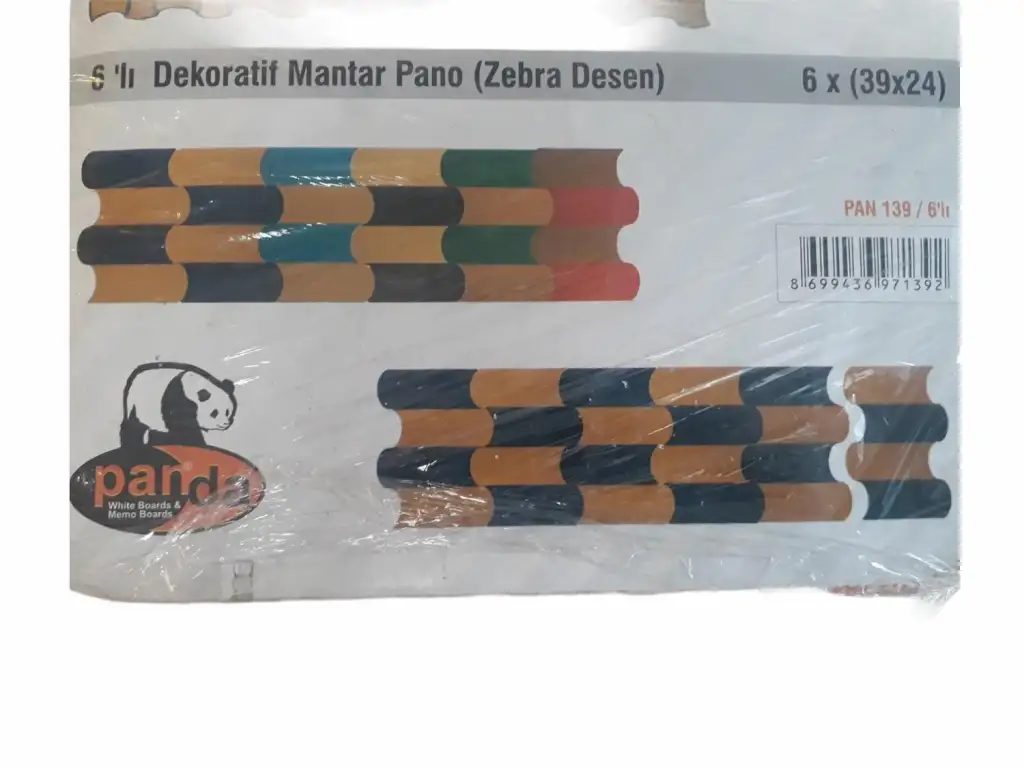 6 'lı Dekoratif Mantar Pano (Zebra Desen) 6 x (39x24)
PAN 139 / 6'lı
8 699436 971392
panda
White Boards &
Memo Boards